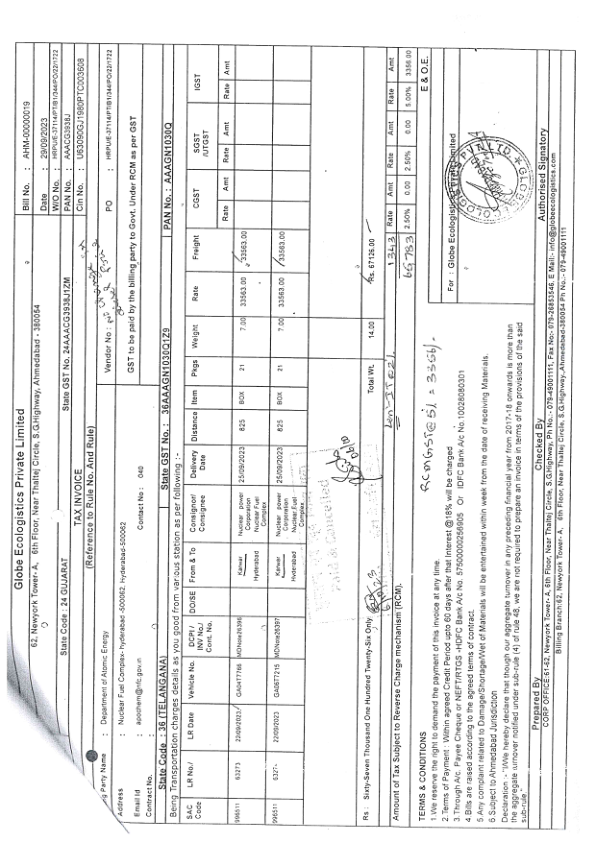 Globe Ecologistics Private Limited
62, Newyork Tower- A, 6th Floor, Near Thaltej Circle, S.G.Highway, Ahmedabad - 380054
State Code : 24 GUJARAT State GST No. 24AAACG3938J1ZM
TAX INVOICE
(Reference to Rule No. And Rule)
Bill No. : AHM-00000019
Date : 29/09/2023
W/O No. : HRPU/E-37114/PT/B1/344/PO/22/1722
PAN No. : AAACG3938J
Cin No. : U63090GJ1980PTC003608
g Party Name : Department of Atomic Energy
Address : Nuclear Fuel Complex- hyderabad -500062, Hyderabad-500062
Email Id : apochem@nfc.gov.in Contact No : 040
Contract No. :
Vendor No :
PO : HRPU/E-37114/PT/B1/344/PO/22/1722
GST to be paid by the billing party to Govt. Under RCM as per GST
State Code : 36 (TELANGANA) State GST No. : 36AAAGN1030Q1Z9 PAN No. : AAAGN1030Q
Being Transportation charges details as you good from various station as per following :-
SAC Code LR No./ LR Date Vehicle No. DCPI / INV No./ Cont. No. DO/SE From & To Consignor/ Consignee Delivery Date Distance Item Pkgs Weight Rate Freight CGST SGST /UTGST IGST
Rate Amt Rate Amt Rate Amt
996511 63273 22/09/2023 GA04T7766 Kaiwar Hyderabad Nuclear power Corporation Nuclear Fuel Complex 25/09/2023 825 BOX 21 7.00 33563.00 33563.00
996511 22/09/2023 GA05T2215 Kaiwar Hyderabad Nuclear power Corporation Nuclear Fuel Complex 25/09/2023 825 BOX 21 7.00 33563.00 33563.00
Rs : Sixty-Seven Thousand One Hundred Twenty-Six Only Total Wt. 14.00 Rs. 67126.00
1343
65783
Amount of Tax Subject to Reverse Charge mechanism (RCM). Rate Amt Rate Amt Rate Amt
2.50% 0.00 2.50% 0.00 5.00% 3356.00
RCM GST @ 5% = 3356/-
E & O.E.
TERMS & CONDITIONS
1. We reserve the right to demand the payment of this invoice at any time.
2. Terms of Payment : Within agreed Credit Period upto 60 days after that Interest @18% will be charged
3. Through A/c. Payee Cheque or NEFT/RTGS -HDFC Bank A/c No. 57500000256905 Or IDFC Bank A/c No.10028080301
4. Bills are raised according to the agreed terms of contract.
5. Any complaint related to Damage/Shortage/Wet of Materials will be entertained within week from the date of receiving Materials.
6. Subject to Ahmedabad Jurisdiction
Declaration :- "I/We hereby declare that though our aggregate turnover in any preceding financial year from 2017-18 onwards is more than
the aggregate turnover notified under sub-rule (4) of rule 48, we are not required to prepare an invoice in terms of the provisions of the said
sub-rule."
For : Globe Ecologistics Private Limited
Prepared By Checked By Authorised Signatory
CORP OFFICE:61-62, Newyork Tower- A, 6th Floor, Near Thaltej Circle, S.G.Highway, Ph No.:- 079-49001111, Fax No:- 079-26853546, E Mail:- info@globeecologistics.com
Billing Branch:62, Newyork Tower- A, 6th Floor, Near Thaltej Circle, S.G.Highway,,Ahmedabad-380054 Ph No.:- 079-49001111